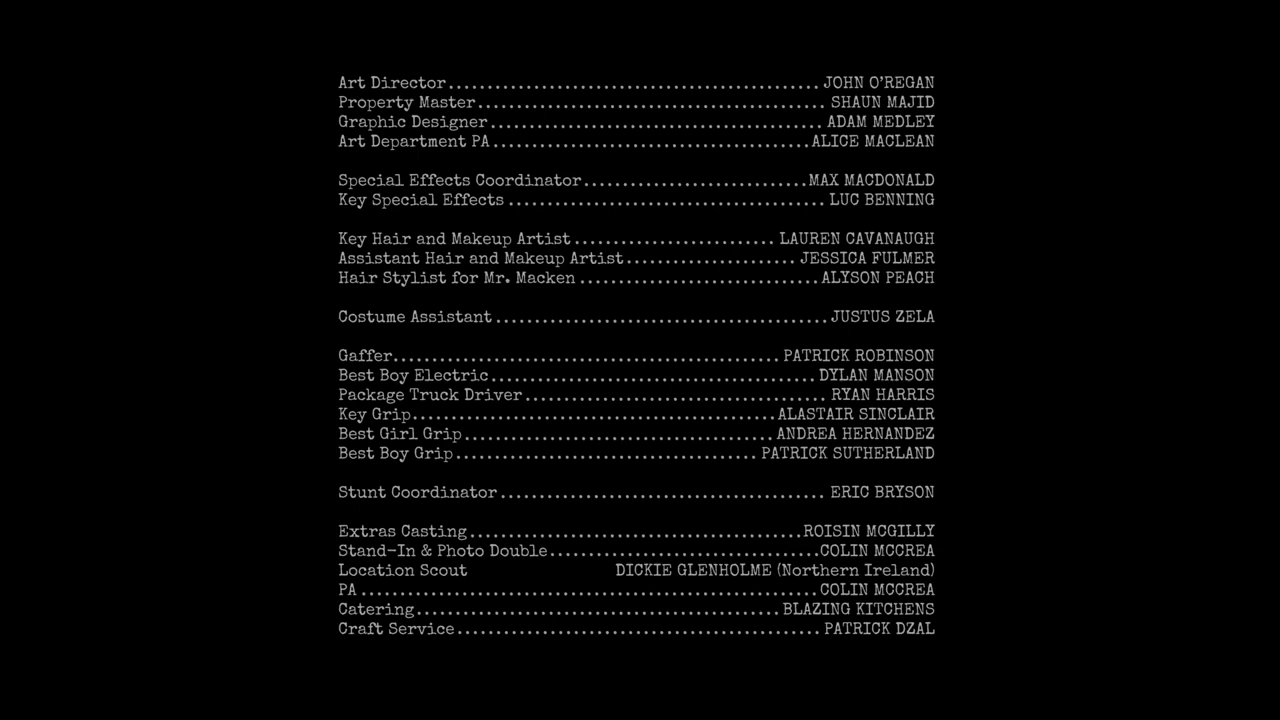 Art Director................................................ JOHN O'REGAN
Property Master............................................. SHAUN MAJID
Graphic Designer........................................... ADAM MEDLEY
Art Department PA.........................................ALICE MACLEAN
Special Effects Coordinator.............................MAX MACDONALD
Key Special Effects ......................................... LUC BENNING
Key Hair and Makeup Artist.......................... LAUREN CAVANAUGH
Assistant Hair and Makeup Artist...................... JESSICA FULMER
Hair Stylist for Mr. Macken ...............................ALYSON PEACH
Costume Assistant...........................................JUSTUS ZELA
Gaffer.................................................. PATRICK ROBINSON
Best Boy Electric.......................................... DYLAN MANSON
Package Truck Driver....................................... RYAN HARRIS
Key Grip...............................................ALASTAIR SINCLAIR
Best Girl Grip........................................ ANDREA HERNANDEZ
Best Boy Grip....................................... PATRICK SUTHERLAND
Stunt Coordinator.......................................... ERIC BRYSON
Extras Casting...........................................ROISIN MCGILLY
Stand-In & Photo Double...................................COLIN MCCREA
Location Scout DICKIE GLENHOLME (Northern Ireland)
PA ...........................................................COLIN MCCREA
Catering............................................... BLAZING KITCHENS
Craft Service............................................... PATRICK DZAL